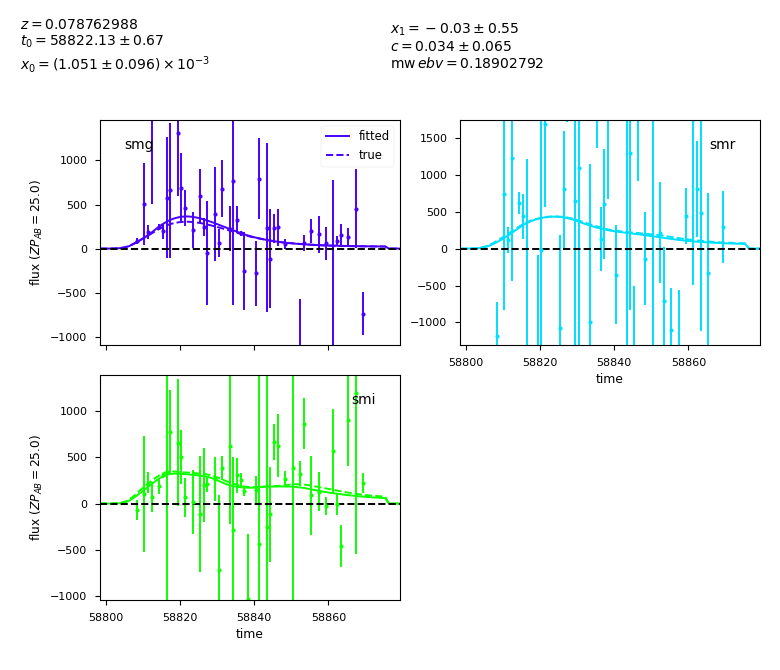 z = 0.078762988
t₀ = 58822.13 ± 0.67
x₀ = (1.051 ± 0.096) × 10⁻³
x₁ = −0.03 ± 0.55
c = 0.034 ± 0.065
mw ebv = 0.18902792
smg
fitted
true
1000
500
0
−500
−1000
flux (ZP_AB = 25.0)
smr
1500
1000
500
0
−500
−1000
58800 58820 58840 58860
time
smi
1000
500
0
−500
−1000
flux (ZP_AB = 25.0)
58800 58820 58840 58860
time